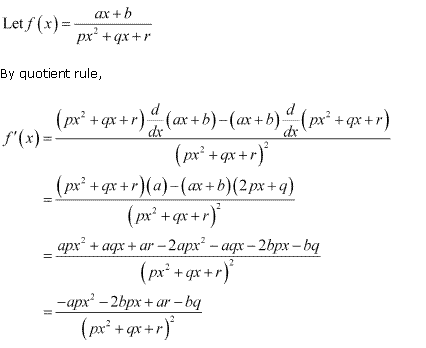 Let f(x) = (ax + b) / (px² + qx + r)
By quotient rule,
f′(x) = [(px² + qx + r) d/dx (ax + b) − (ax + b) d/dx (px² + qx + r)] / (px² + qx + r)²
= [(px² + qx + r)(a) − (ax + b)(2px + q)] / (px² + qx + r)²
= [apx² + aqx + ar − 2apx² − aqx − 2bpx − bq] / (px² + qx + r)²
= [−apx² − 2bpx + ar − bq] / (px² + qx + r)²